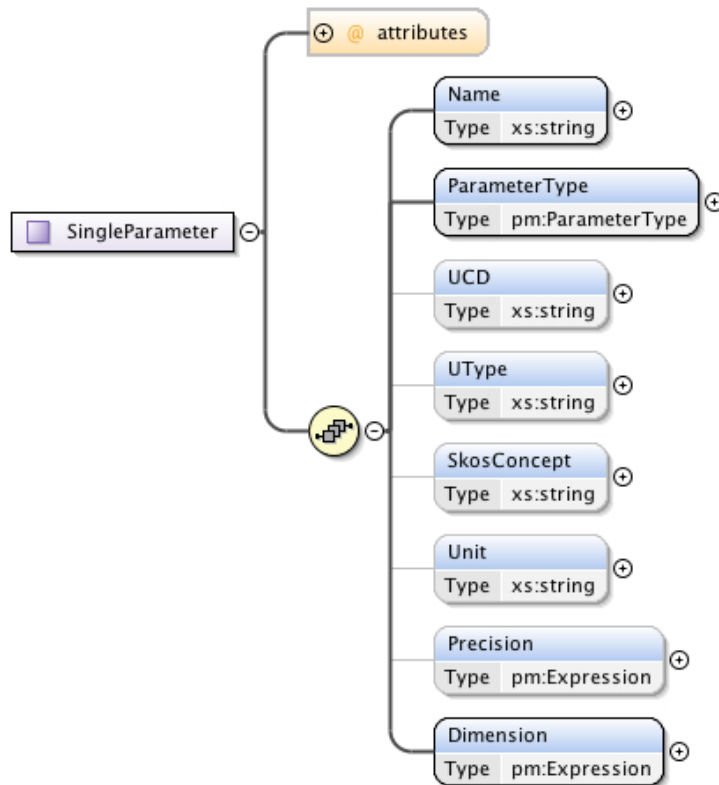 @ attributes
Name
Type xs:string
ParameterType
Type pm:ParameterType
SingleParameter
UCD
Type xs:string
UType
Type xs:string
SkosConcept
Type xs:string
Unit
Type xs:string
Precision
Type pm:Expression
Dimension
Type pm:Expression